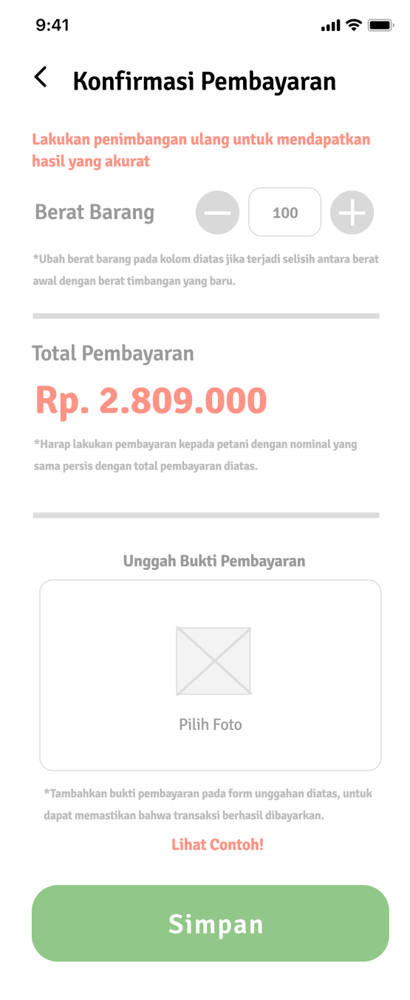 9:41
Konfirmasi Pembayaran
Lakukan penimbangan ulang untuk mendapatkan
hasil yang akurat
Berat Barang 100
*Ubah berat barang pada kolom diatas jika terjadi selisih antara berat
awal dengan berat timbangan yang baru.
Total Pembayaran
Rp. 2.809.000
*Harap lakukan pembayaran kepada petani dengan nominal yang
sama persis dengan total pembayaran diatas.
Unggah Bukti Pembayaran
Pilih Foto
*Tambahkan bukti pembayaran pada form unggahan diatas, untuk
dapat memastikan bahwa transaksi berhasil dibayarkan.
Lihat Contoh!
Simpan